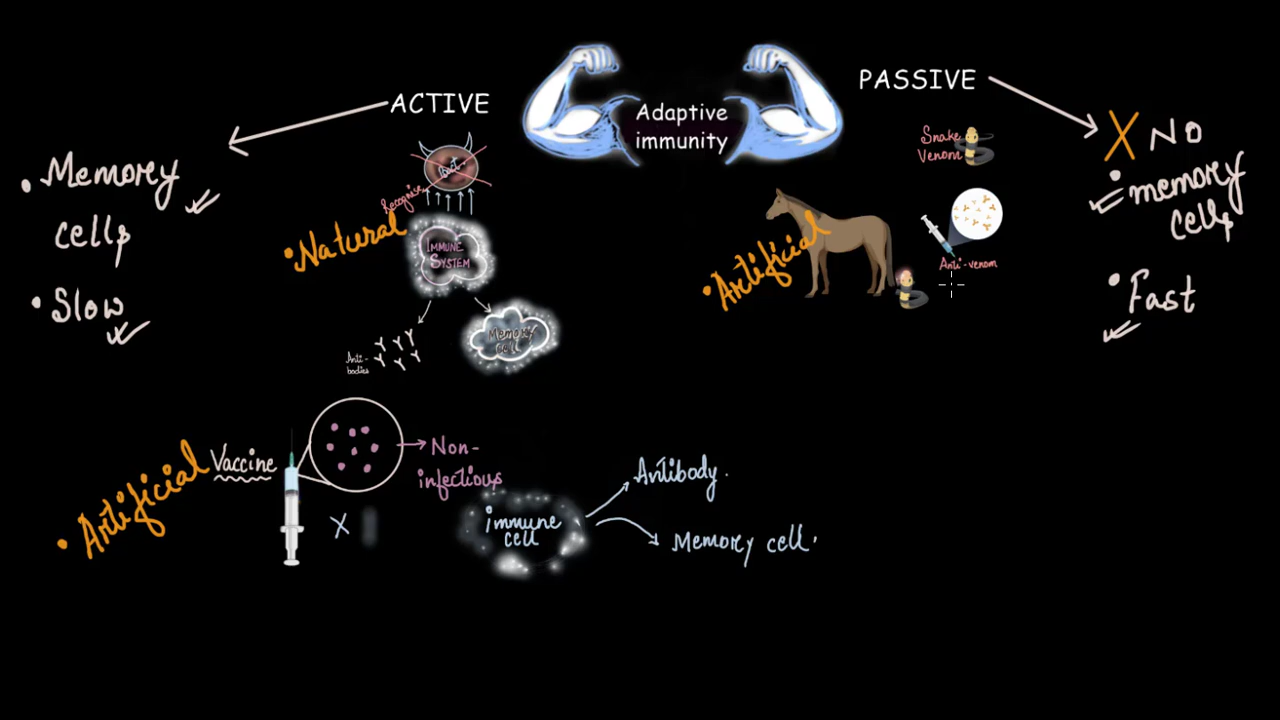 Adaptive
immunity
ACTIVE
• Memory
cells
• Slow
• Natural
Recognise
Bact
IMMUNE
SYSTEM
Anti-
bodies
Memory
cell
• Artificial
Vaccine
Non-
infectious
X
immune
cell
Antibody.
Memory cell.
PASSIVE
X NO
• memory
cells
• Fast
Snake
Venom
• Artificial
Anti-venom